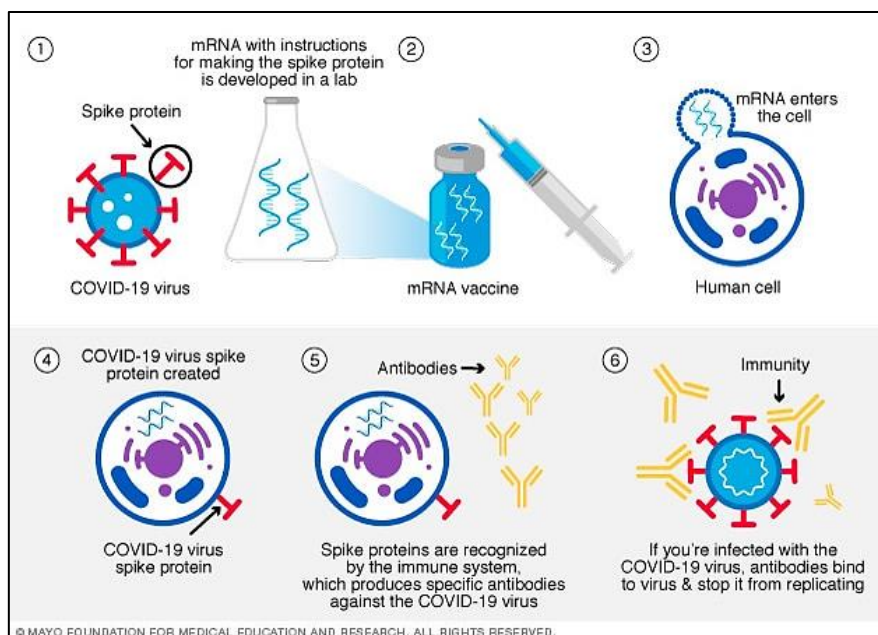 1
mRNA with instructions
for making the spike protein
is developed in a lab
Spike protein
COVID-19 virus
2
mRNA vaccine
3
mRNA enters
the cell
Human cell
4
COVID-19 virus spike
protein created
COVID-19 virus
spike protein
5
Antibodies
Spike proteins are recognized
by the immune system,
which produces specific antibodies
against the COVID-19 virus
6
Immunity
If you're infected with the
COVID-19 virus, antibodies bind
to virus & stop it from replicating
© MAYO FOUNDATION FOR MEDICAL EDUCATION AND RESEARCH. ALL RIGHTS RESERVED.